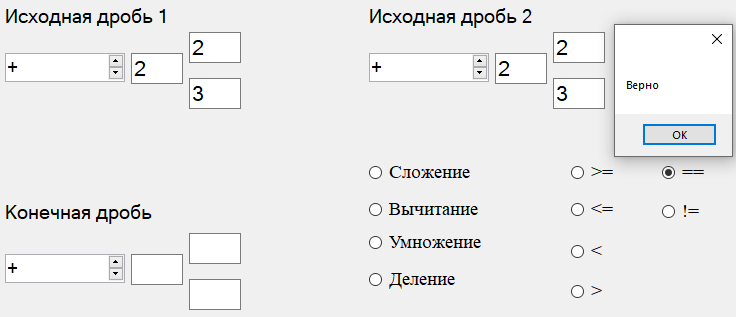 Исходная дробь 1
+
2
2
3
Исходная дробь 2
+
2
2
3
Верно
ОК
Сложение
>=
==
Вычитание
<=
!=
Умножение
<
Деление
>
Конечная дробь
+